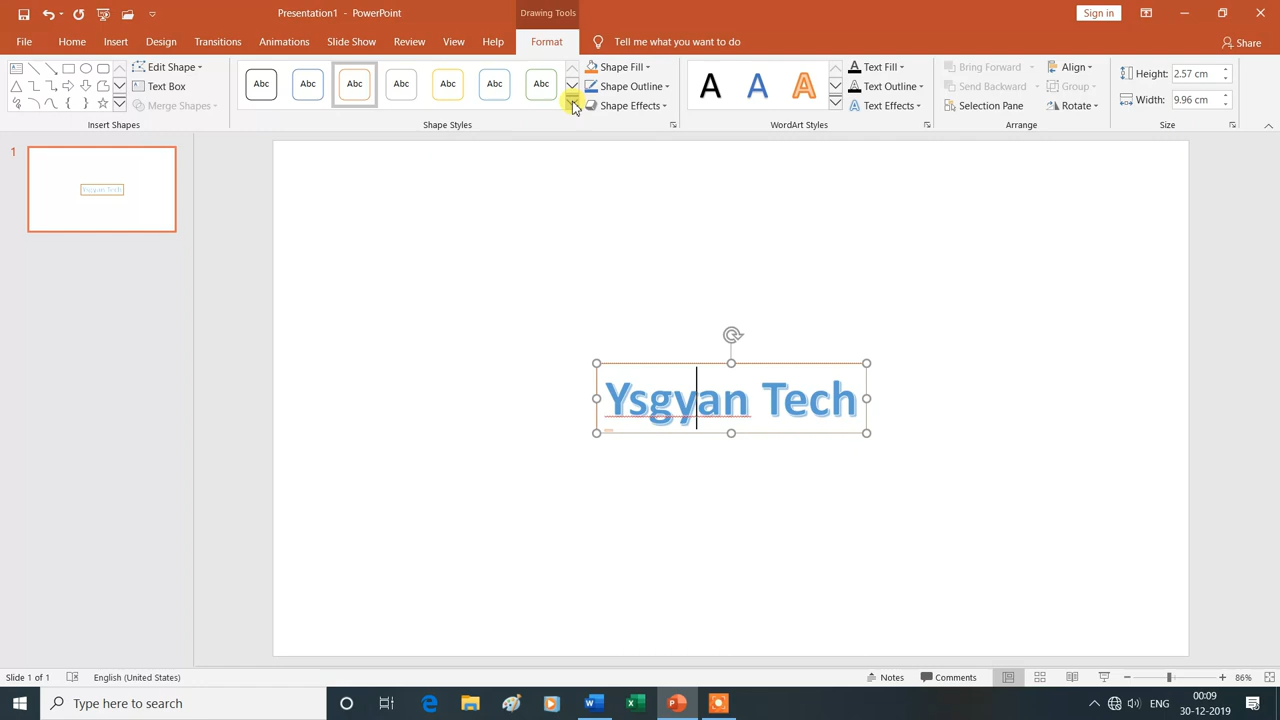 Presentation1 - PowerPoint
Drawing Tools
Sign in
File Home Insert Design Transitions Animations Slide Show Review View Help Format Tell me what you want to do Share
Edit Shape
Text Box
Merge Shapes
Insert Shapes
Abc Abc Abc Abc Abc Abc Abc
Shape Fill
Shape Outline
Shape Effects
Shape Styles
A A A
Text Fill
Text Outline
Text Effects
WordArt Styles
Bring Forward
Send Backward
Selection Pane
Align
Group
Rotate
Arrange
Height: 2.57 cm
Width: 9.96 cm
Size
1
Ysgyan Tech
Ysgyan Tech
Slide 1 of 1 English (United States) Notes Comments 86%
Type here to search
ENG
00:09
30-12-2019